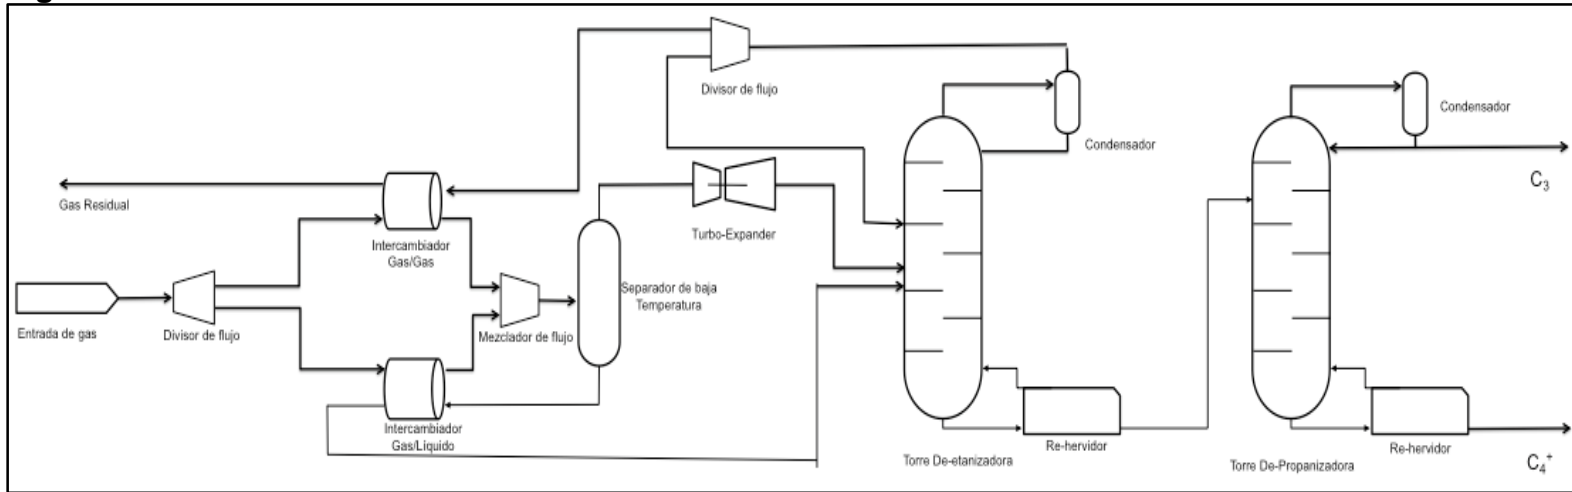 Divisor de flujo
Condensador
Condensador
Gas Residual
C₃
Intercambiador
Gas/Gas
Turbo-Expander
Separador de baja
Temperatura
Entrada de gas
Divisor de flujo
Mezclador de flujo
Intercambiador
Gas/Líquido
Re-hervidor
Re-hervidor
Torre De-etanizadora
Torre De-Propanizadora
C₄⁺